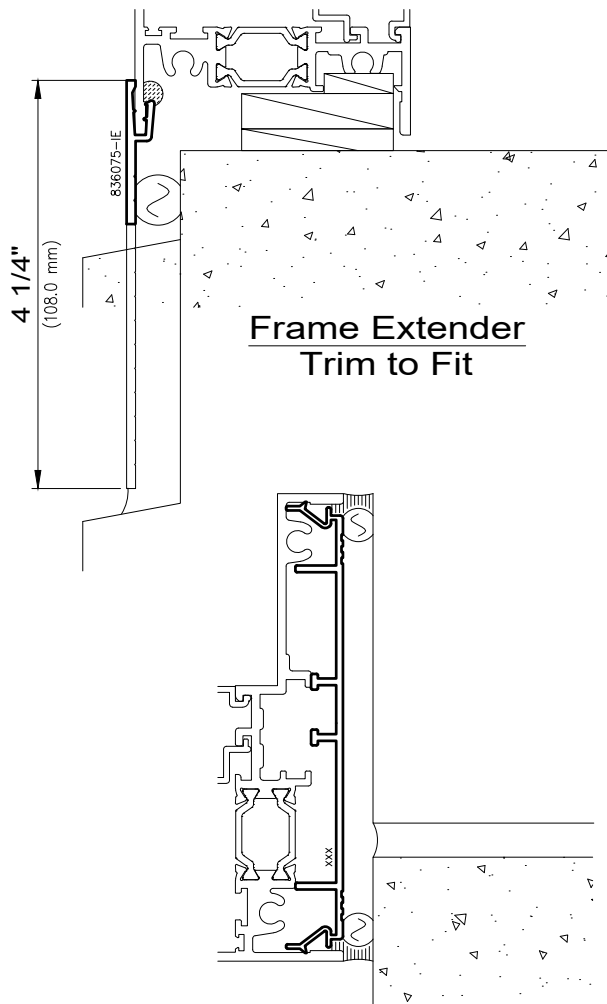 836075-IE
4 1/4"
(108.0 mm)
Frame Extender
Trim to Fit
XXX